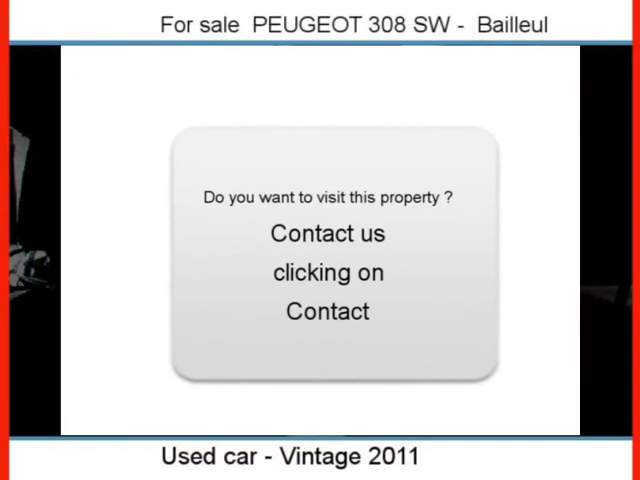 For sale PEUGEOT 308 SW - Bailleul
Do you want to visit this property ?
Contact us
clicking on
Contact
Used car - Vintage 2011